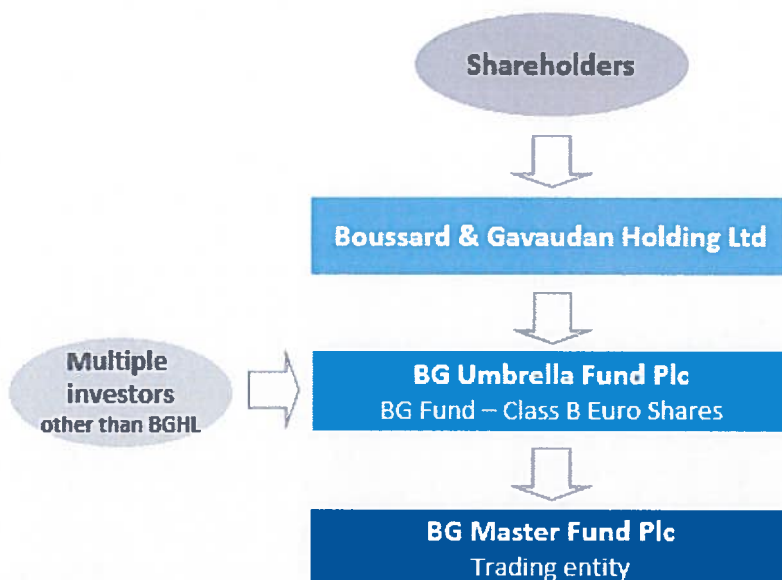 Shareholders
Boussard & Gavaudan Holding Ltd
Multiple
investors
other than BGHL
BG Umbrella Fund Plc
BG Fund – Class B Euro Shares
BG Master Fund Plc
Trading entity